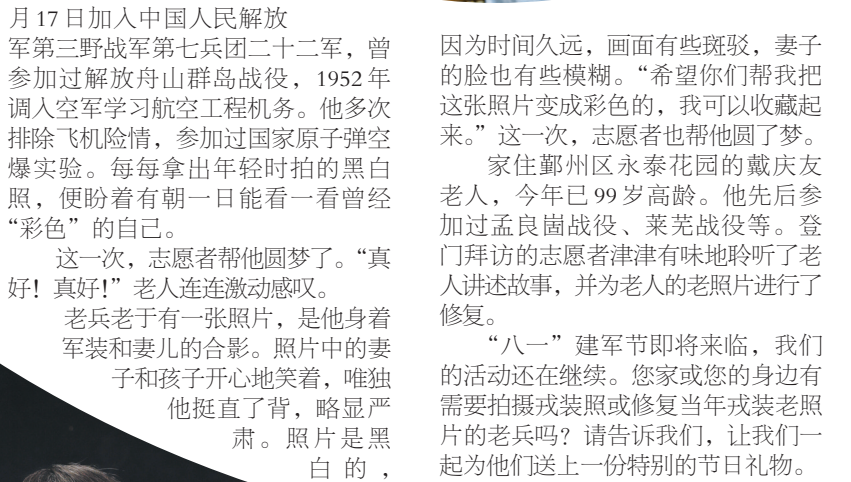 月17日加入中国人民解放
军第三野战军第七兵团二十二军，曾
参加过解放舟山群岛战役，1952年
调入空军学习航空工程机务。他多次
排除飞机险情，参加过国家原子弹空
爆实验。每每拿出年轻时拍的黑白
照，便盼着有朝一日能看一看曾经
“彩色”的自己。
这一次，志愿者帮他圆梦了。“真
好！真好！”老人连连激动感叹。
老兵老于有一张照片，是他身着
军装和妻儿的合影。照片中的妻
子和孩子开心地笑着，唯独
他挺直了背，略显严
肃。照片是黑
白的，
因为时间久远，画面有些斑驳，妻子
的脸也有些模糊。“希望你们帮我把
这张照片变成彩色的，我可以收藏起
来。”这一次，志愿者也帮他圆了梦。
家住鄞州区永泰花园的戴庆友
老人，今年已99岁高龄。他先后参
加过孟良崮战役、莱芜战役等。登
门拜访的志愿者津津有味地聆听了老
人讲述故事，并为老人的老照片进行了
修复。
“八一”建军节即将来临，我们
的活动还在继续。您家或您的身边有
需要拍摄戎装照或修复当年戎装老照
片的老兵吗？请告诉我们，让我们一
起为他们送上一份特别的节日礼物。